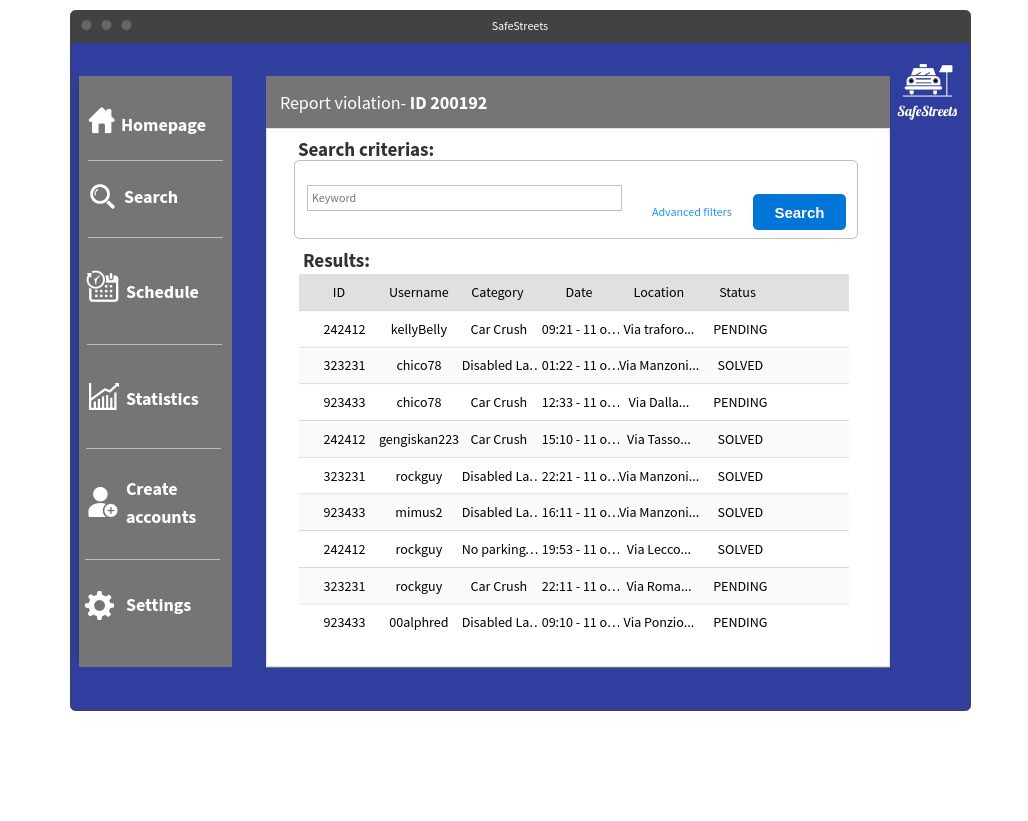 SafeStreets
SafeStreets
Homepage
Search
Schedule
Statistics
Create
accounts
Settings
Report violation- ID 200192
Search criterias:
Keyword
Advanced filters
Search
Results:
ID Username Category Date Location Status
242412 kellyBelly Car Crush 09:21 - 11 o… Via traforo... PENDING
323231 chico78 Disabled La… 01:22 - 11 o… Via Manzoni... SOLVED
923433 chico78 Car Crush 12:33 - 11 o… Via Dalla... PENDING
242412 gengiskan223 Car Crush 15:10 - 11 o… Via Tasso... SOLVED
323231 rockguy Disabled La… 22:21 - 11 o… Via Manzoni... SOLVED
923433 mimus2 Disabled La… 16:11 - 11 o… Via Manzoni... SOLVED
242412 rockguy No parking… 19:53 - 11 o… Via Lecco... SOLVED
323231 rockguy Car Crush 22:11 - 11 o… Via Roma... PENDING
923433 00alphred Disabled La… 09:10 - 11 o… Via Ponzio... PENDING